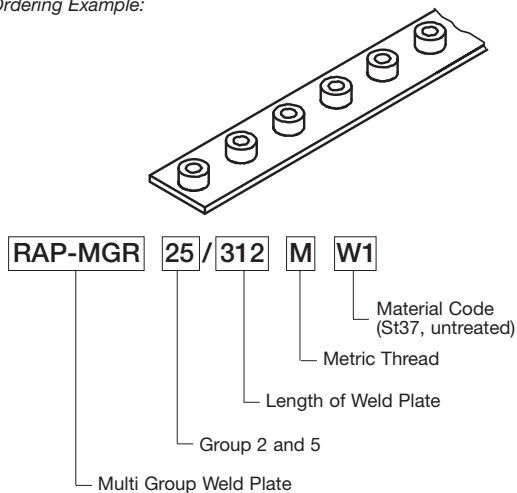 Ordering Example:
RAP-MGR 25 / 312 M W1
Material Code
(St37, untreated)
Metric Thread
Length of Weld Plate
Group 2 and 5
Multi Group Weld Plate